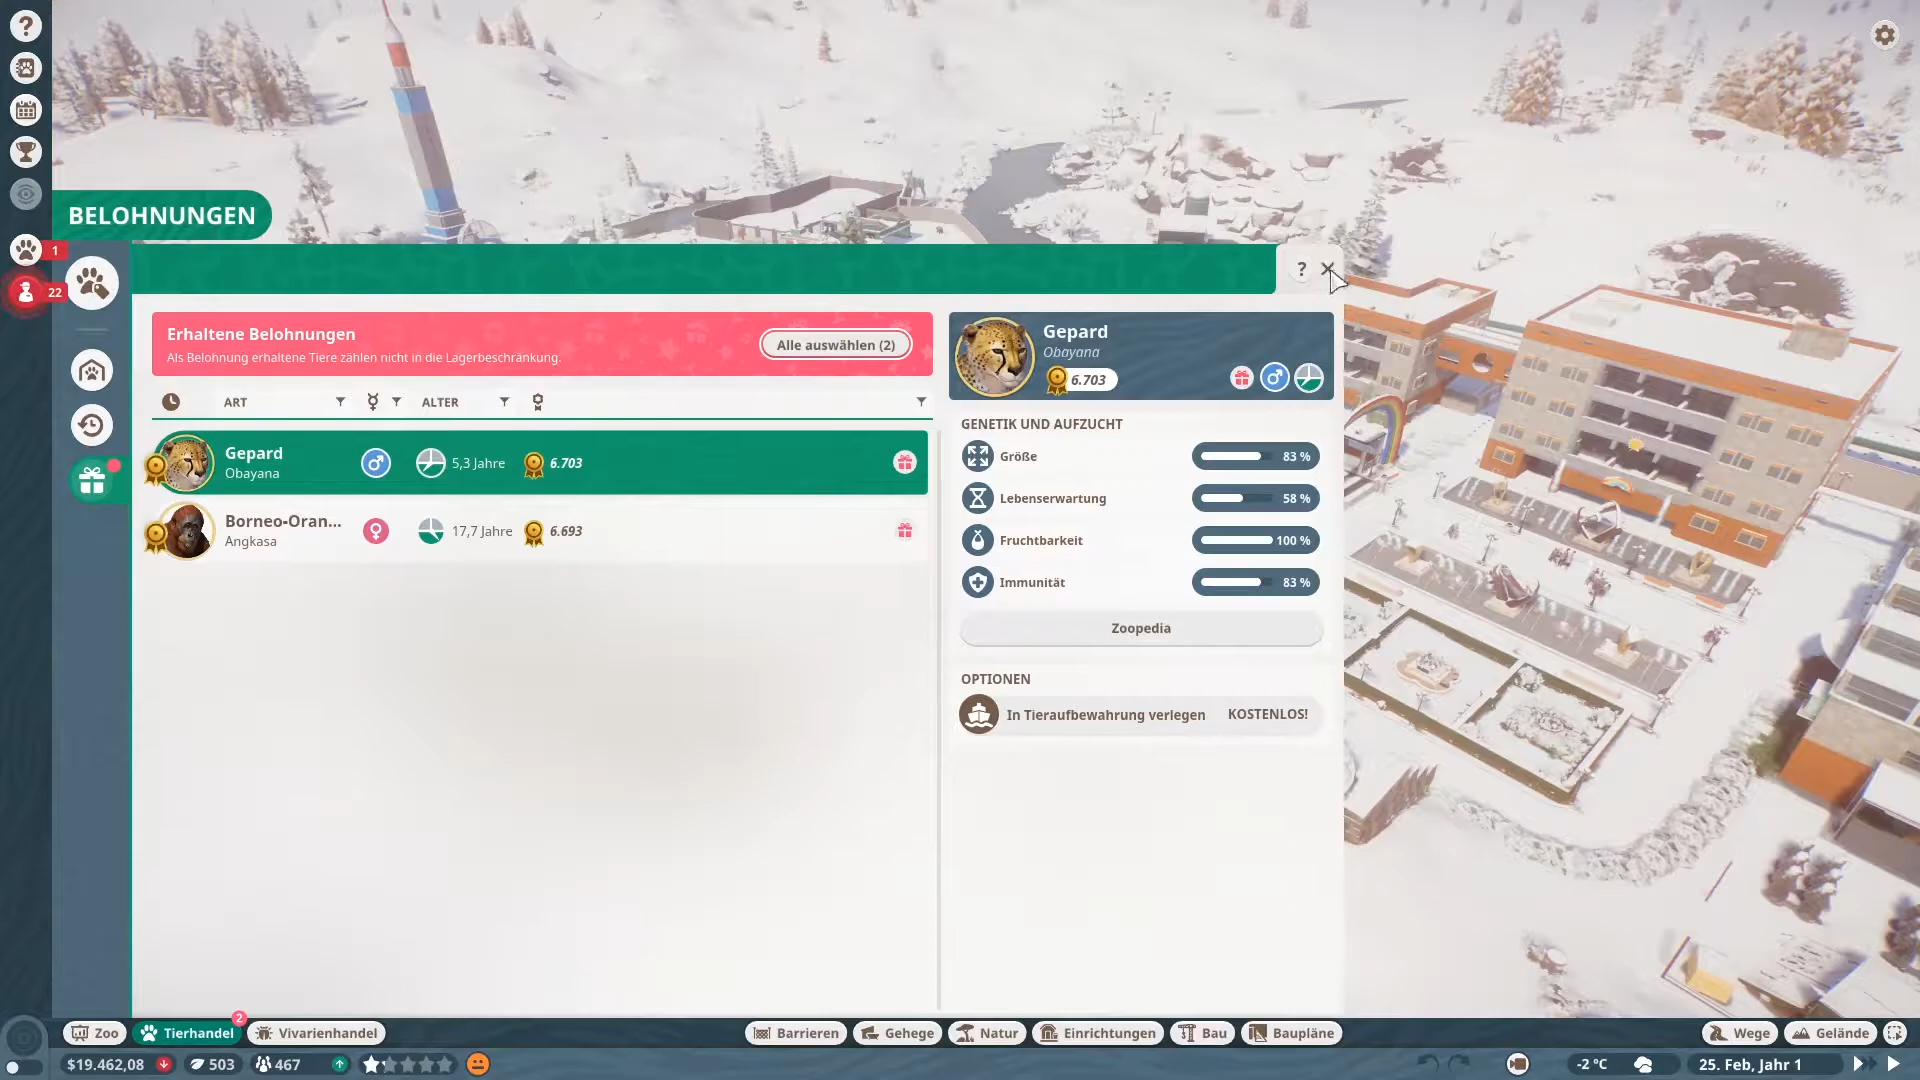 BELOHNUNGEN
1
22
?
Erhaltene Belohnungen
Als Belohnung erhaltene Tiere zählen nicht in die Lagerbeschränkung.
Alle auswählen (2)
ART
ALTER
Gepard
Obayana
5,3 Jahre
6.703
Borneo-Oran...
Angkasa
17,7 Jahre
6.693
Gepard
Obayana
6.703
GENETIK UND AUFZUCHT
Größe
83 %
Lebenserwartung
58 %
Fruchtbarkeit
100 %
Immunität
83 %
Zoopedia
OPTIONEN
In Tieraufbewahrung verlegen
KOSTENLOS!
Zoo
Tierhandel
2
Vivarienhandel
Barrieren
Gehege
Natur
Einrichtungen
Bau
Baupläne
Wege
Gelände
$19.462,08
503
467
-2 °C
25. Feb, Jahr 1